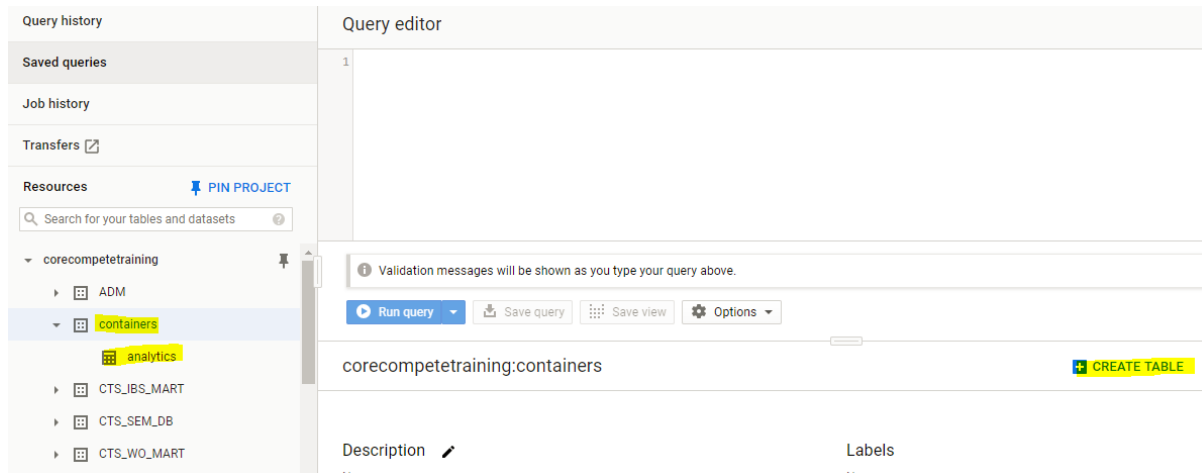 Query history
Saved queries
Job history
Transfers
Resources
PIN PROJECT
Search for your tables and datasets
corecompetetraining
ADM
containers
analytics
CTS_IBS_MART
CTS_SEM_DB
CTS_WO_MART
Query editor
1
Validation messages will be shown as you type your query above.
Run query
Save query
Save view
Options
corecompetetraining:containers
CREATE TABLE
Description
Labels